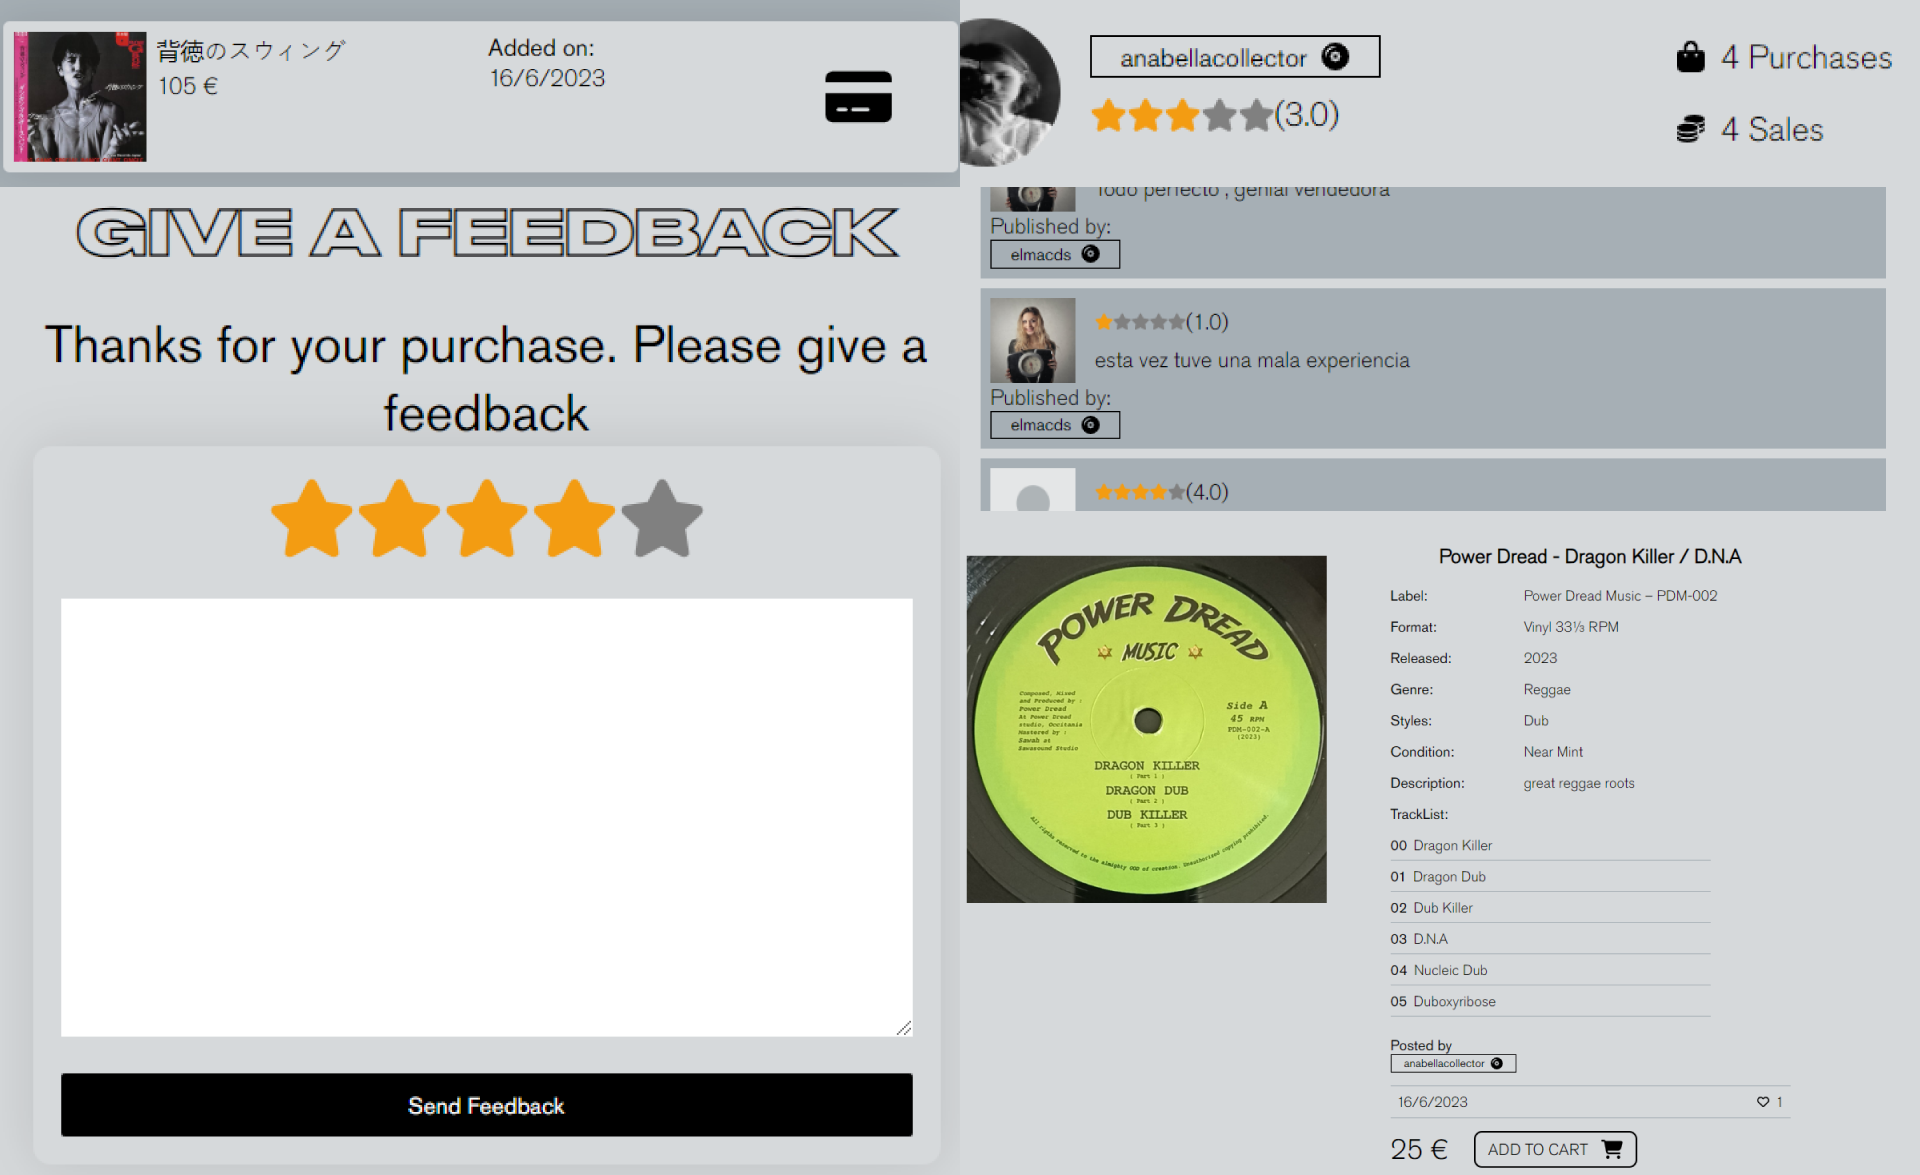 背徳のスウィング
105 €
Added on:
16/6/2023
GIVE A FEEDBACK
Thanks for your purchase. Please give a
feedback
Send Feedback
anabellacollector
(3.0)
4 Purchases
4 Sales
Todo perfecto , genial vendedora
Published by:
elmacds
(1.0)
esta vez tuve una mala experiencia
Published by:
elmacds
(4.0)
POWER DREAD
MUSIC
Composed, mixed
and Produced by :
Power Dread
At Power Dread
studio, Occitania
Mastered by :
Sawab at
Sawaround Studio
Side A
45 RPM
PDM-002-A
(2023)
DRAGON KILLER
( Part 1 )
DRAGON DUB
( Part 2 )
DUB KILLER
( Part 3 )
All rights reserved to the almighty GOD of creation. Unauthorised copying prohibited.
Power Dread - Dragon Killer / D.N.A
Label: Power Dread Music – PDM-002
Format: Vinyl 33⅓ RPM
Released: 2023
Genre: Reggae
Styles: Dub
Condition: Near Mint
Description: great reggae roots
TrackList:
00 Dragon Killer
01 Dragon Dub
02 Dub Killer
03 D.N.A
04 Nucleic Dub
05 Duboxyribose
Posted by
anabellacollector
16/6/2023 1
25 € ADD TO CART